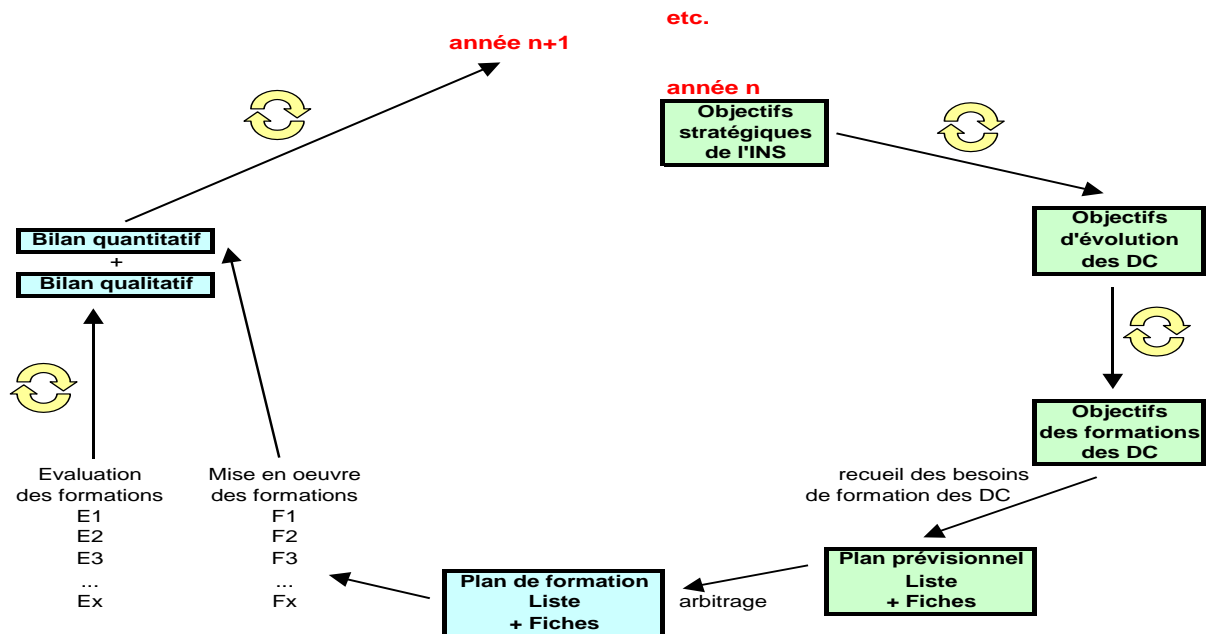 etc.
année n+1
année n
Objectifs
stratégiques
de l'INS
Objectifs
d'évolution
des DC
Bilan quantitatif
+
Bilan qualitatif
Objectifs
des formations
des DC
recueil des besoins
de formation des DC
Plan prévisionnel
Liste
+ Fiches
arbitrage
Plan de formation
Liste
+ Fiches
Mise en oeuvre
des formations
F1
F2
F3
...
Fx
Evaluation
des formations
E1
E2
E3
...
Ex